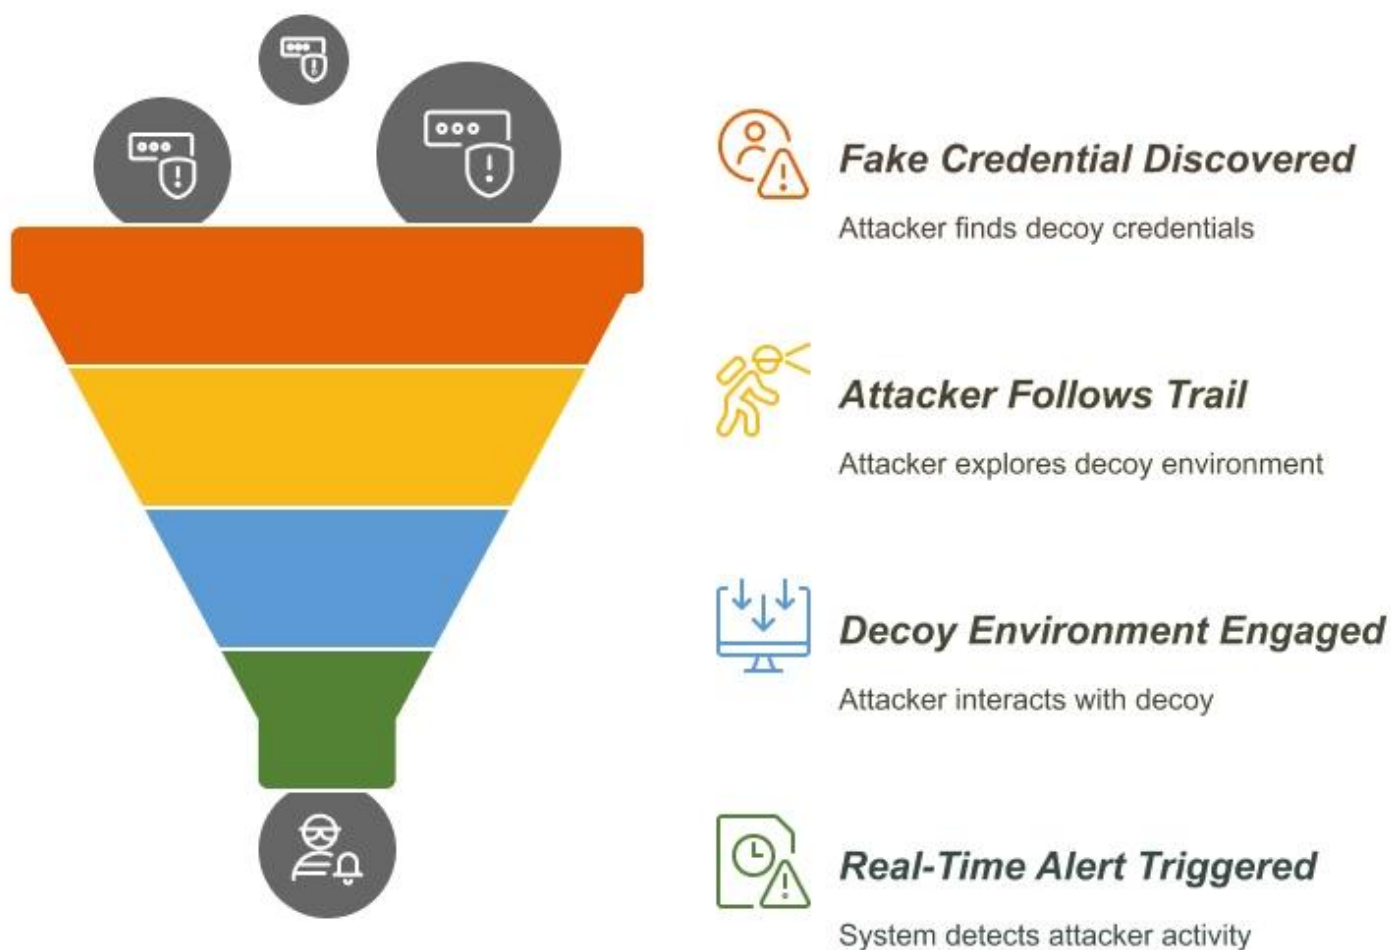 Fake Credential Discovered
Attacker finds decoy credentials
Attacker Follows Trail
Attacker explores decoy environment
Decoy Environment Engaged
Attacker interacts with decoy
Real-Time Alert Triggered
System detects attacker activity